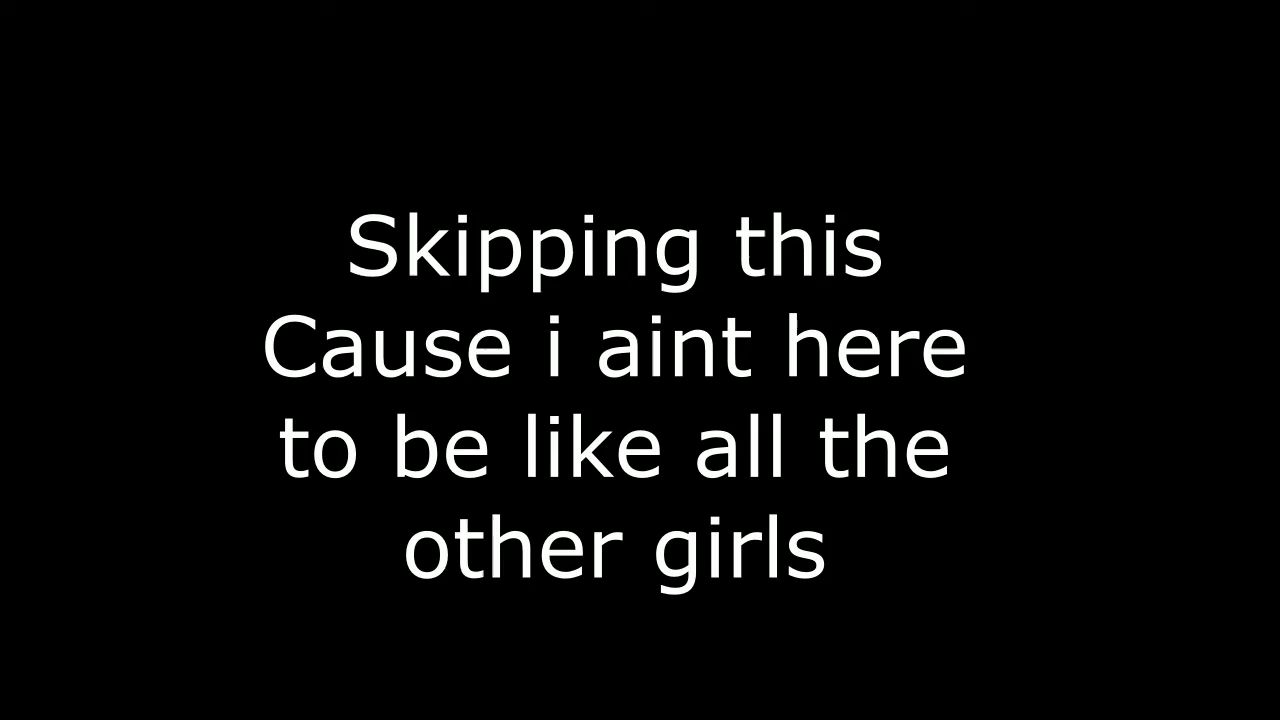 Skipping this
Cause i aint here
to be like all the
other girls